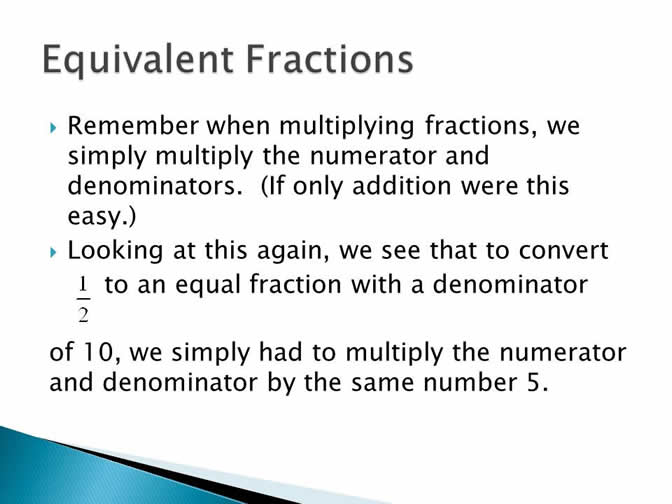 Equivalent Fractions
Remember when multiplying fractions, we
simply multiply the numerator and
denominators.  (If only addition were this
easy.)
Looking at this again, we see that to convert
1/2 to an equal fraction with a denominator
of 10, we simply had to multiply the numerator
and denominator by the same number 5.